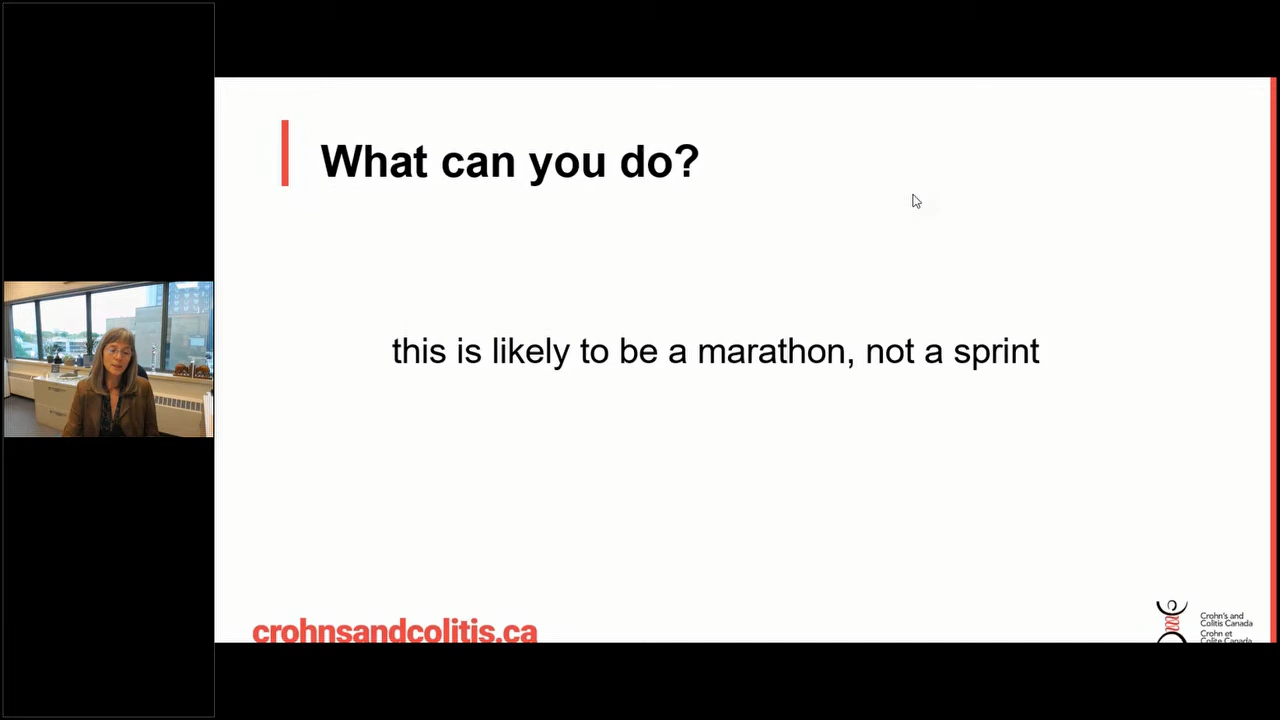 What can you do?
this is likely to be a marathon, not a sprint
crohnsandcolitis.ca
Crohn's and
Colitis Canada
Crohn et
Colite Canada